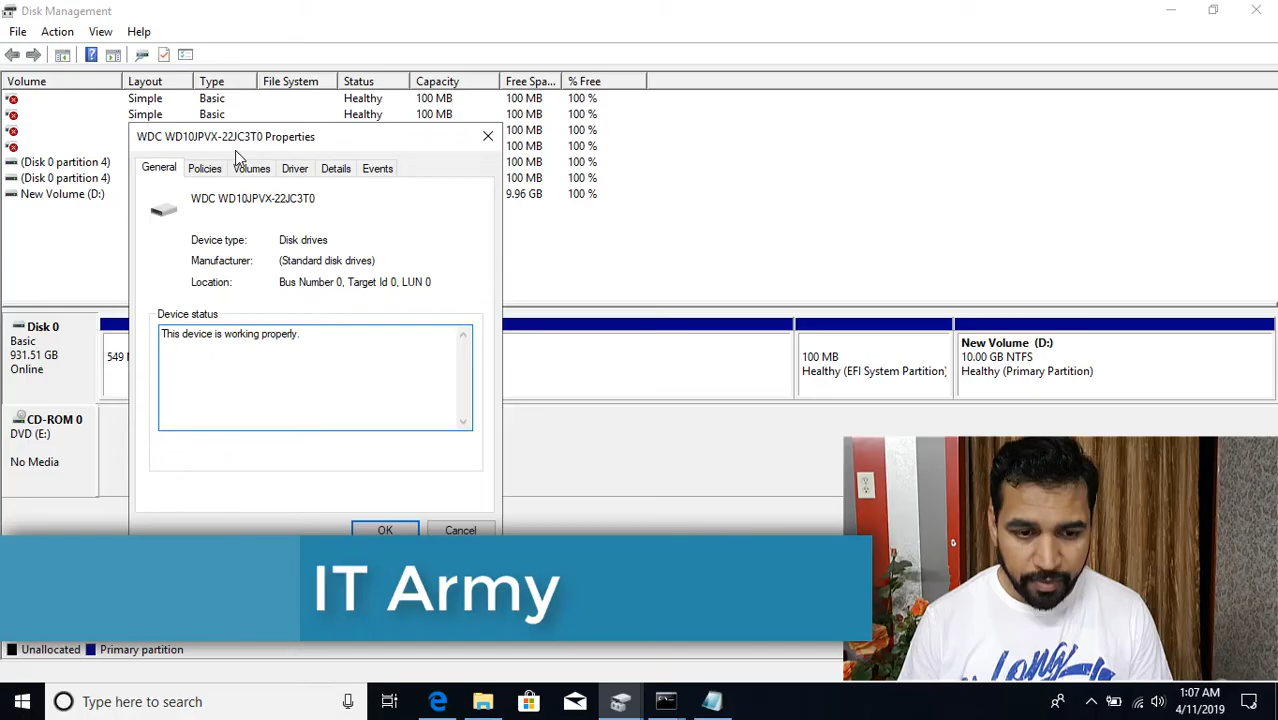 Disk Management
File Action View Help
Volume Layout Type File System Status Capacity Free Spa... % Free
Simple Basic Healthy 100 MB 100 MB 100 %
Simple Basic Healthy 100 MB 100 MB 100 %
100 MB 100 %
100 MB 100 %
(Disk 0 partition 4) 100 MB 100 %
(Disk 0 partition 4) 100 MB 100 %
New Volume (D:) 9.96 GB 100 %
WDC WD10JPVX-22JC3T0 Properties
General Policies Volumes Driver Details Events
WDC WD10JPVX-22JC3T0
Device type: Disk drives
Manufacturer: (Standard disk drives)
Location: Bus Number 0, Target Id 0, LUN 0
Device status
This device is working properly.
OK Cancel
Disk 0
Basic
931.51 GB
Online
549
100 MB
Healthy (EFI System Partition)
New Volume (D:)
10.00 GB NTFS
Healthy (Primary Partition)
CD-ROM 0
DVD (E:)
No Media
IT Army
Unallocated Primary partition
Type here to search
1:07 AM
4/11/2019